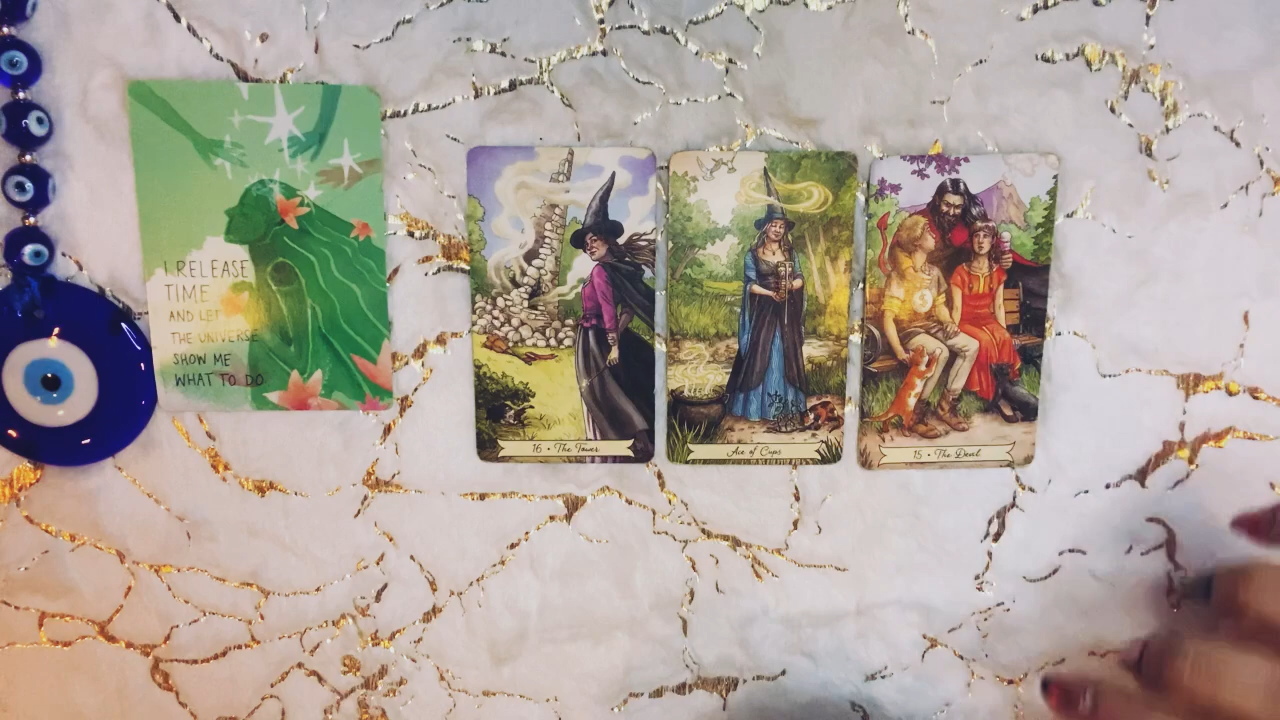 I RELEASE
TIME
AND LET
THE UNIVERSE
SHOW ME
WHAT TO DO
16 • The Tower
Ace of Cups
15 • The Devil